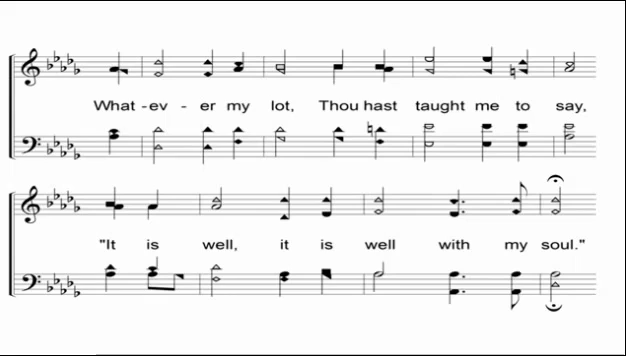 What - ev - er my lot, Thou hast taught me to say,
"It is well, it is well with my soul."